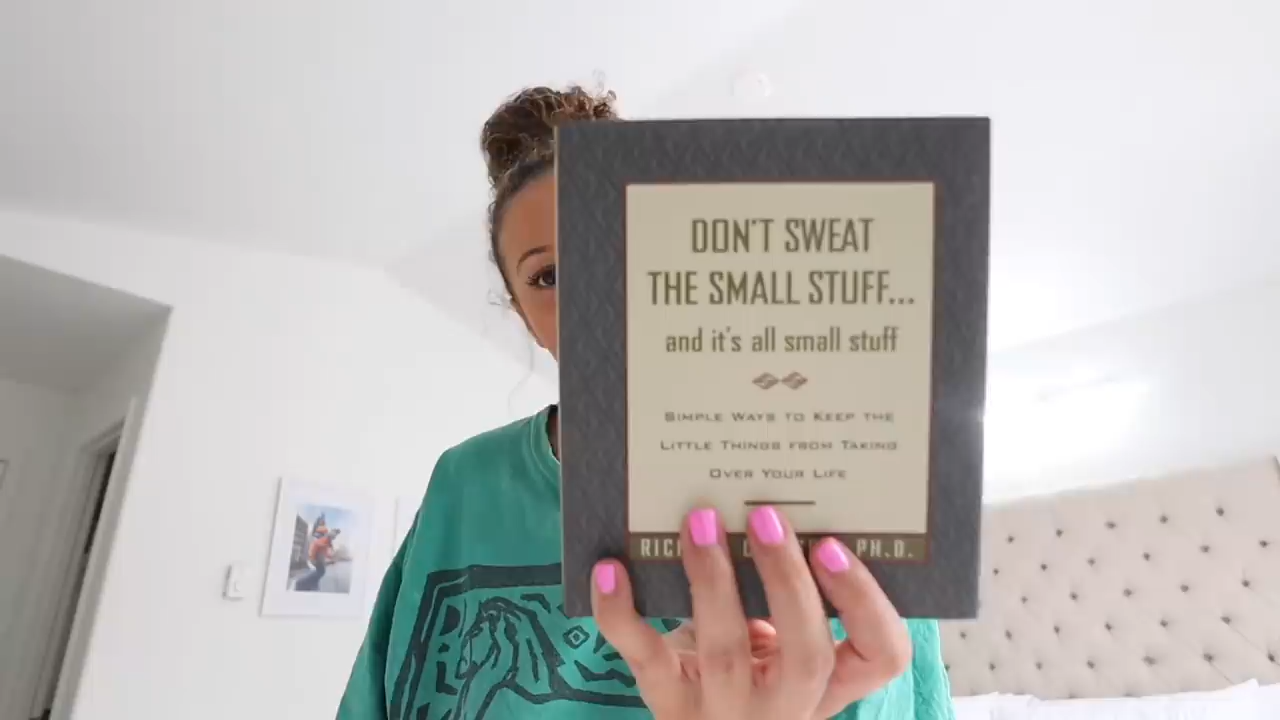 DON'T SWEAT
THE SMALL STUFF...
and it's all small stuff
SIMPLE WAYS TO KEEP THE
LITTLE THINGS FROM TAKING
OVER YOUR LIFE
PH.D.